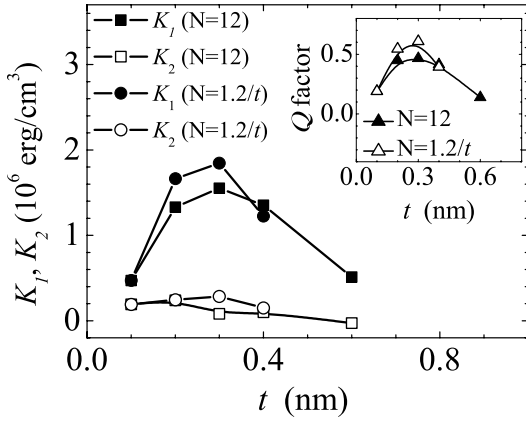 K1 (N=12)
K2 (N=12)
K1 (N=1.2/t)
K2 (N=1.2/t)
K1, K2 (10^6 erg/cm^3)
3
2
1
0
0.0
0.4
0.8
t (nm)
Q factor
0.5
0.0
N=12
N=1.2/t
0.0
0.3
0.6
t (nm)